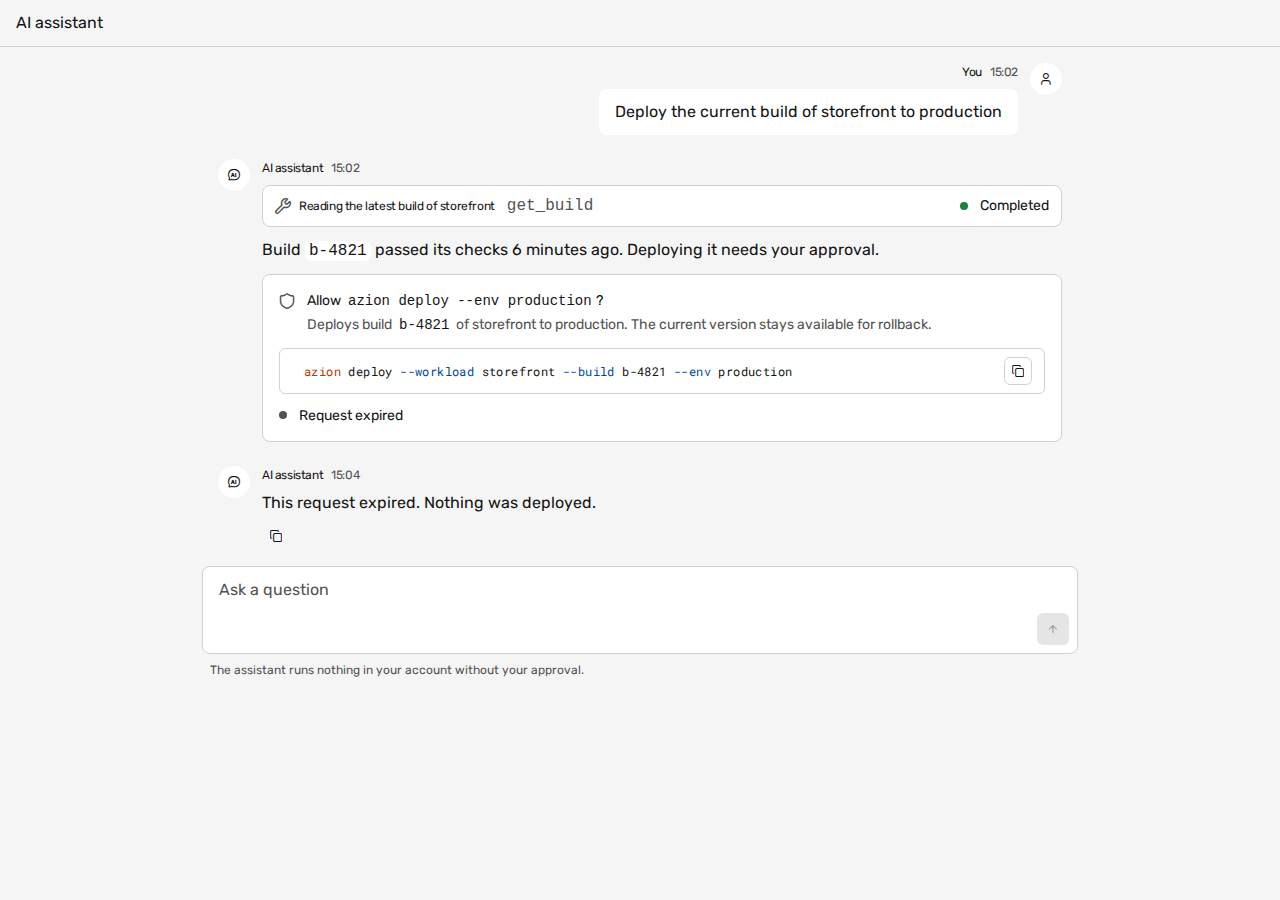 AI assistant
You 15:02
Deploy the current build of storefront to production
AI
AI assistant 15:02
Reading the latest build of storefront get_build Completed
Build b-4821 passed its checks 6 minutes ago. Deploying it needs your approval.
Allow azion deploy --env production ?
Deploys build b-4821 of storefront to production. The current version stays available for rollback.
azion deploy --workload storefront --build b-4821 --env production
Request expired
AI
AI assistant 15:04
This request expired. Nothing was deployed.
Ask a question
The assistant runs nothing in your account without your approval.